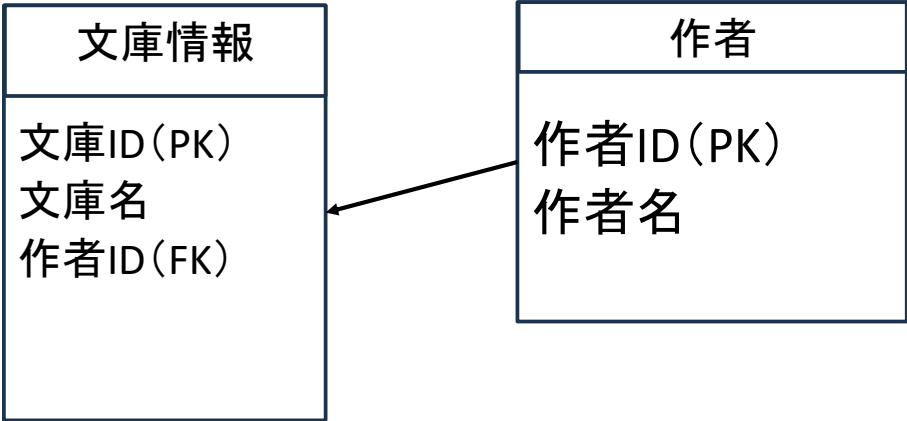 文庫情報
文庫ID(PK)
文庫名
作者ID(FK)
作者
作者ID(PK)
作者名